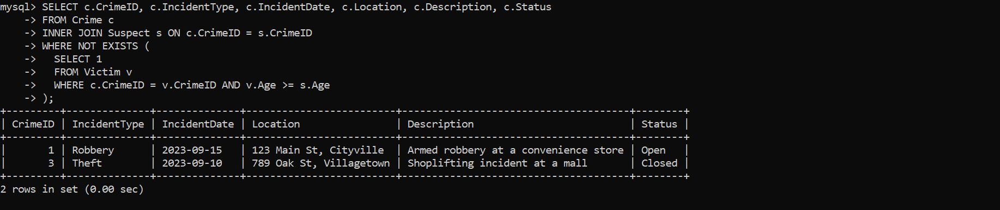 mysql> SELECT c.CrimeID, c.IncidentType, c.IncidentDate, c.Location, c.Description, c.Status
    -> FROM Crime c
    -> INNER JOIN Suspect s ON c.CrimeID = s.CrimeID
    -> WHERE NOT EXISTS (
    ->   SELECT 1
    ->   FROM Victim v
    ->   WHERE c.CrimeID = v.CrimeID AND v.Age >= s.Age
    -> );
+---------+--------------+--------------+------------------------+--------------------------------------+--------+
| CrimeID | IncidentType | IncidentDate | Location               | Description                          | Status |
+---------+--------------+--------------+------------------------+--------------------------------------+--------+
|       1 | Robbery      | 2023-09-15   | 123 Main St, Cityville | Armed robbery at a convenience store | Open   |
|       3 | Theft        | 2023-09-10   | 789 Oak St, Villagetown | Shoplifting incident at a mall       | Closed |
+---------+--------------+--------------+------------------------+--------------------------------------+--------+
2 rows in set (0.00 sec)